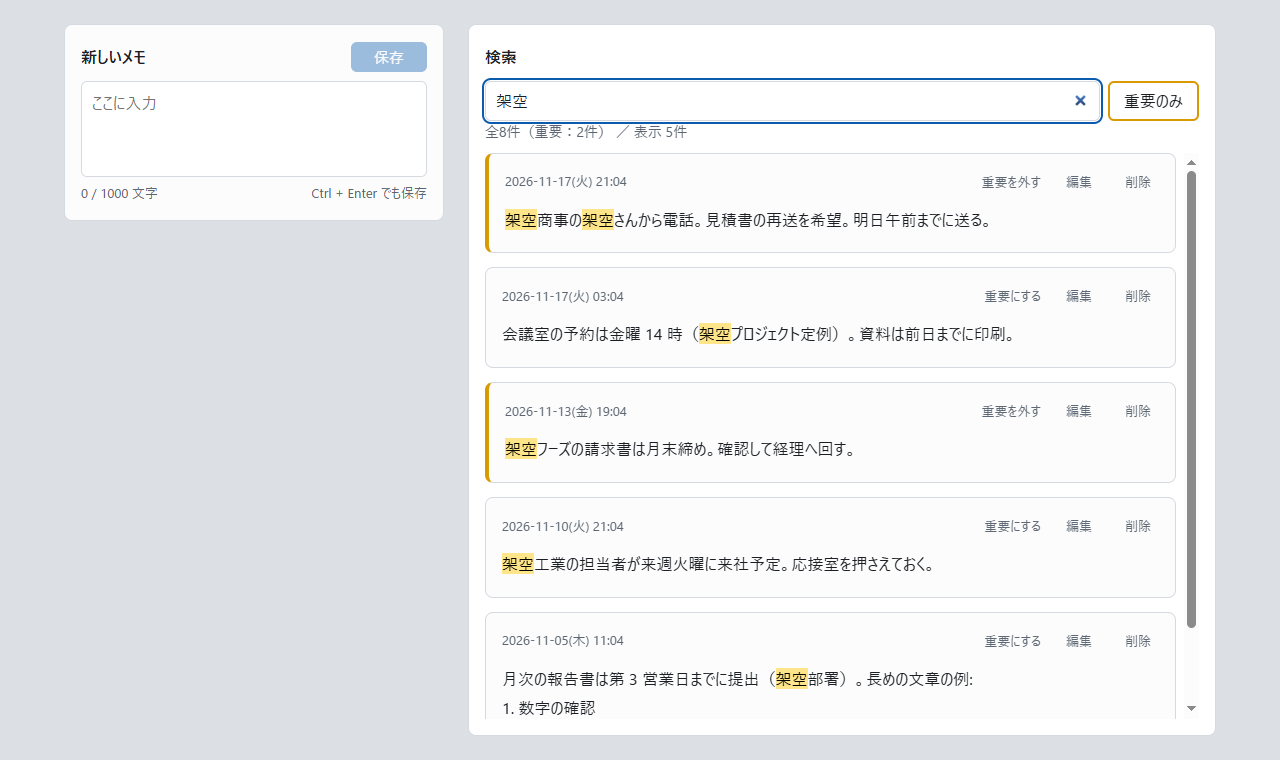 新しいメモ
保存
ここに入力
0 / 1000 文字
Ctrl + Enter でも保存
検索
架空
×
重要のみ
全8件（重要：2件） ／ 表示 5件
2026-11-17(火) 21:04
重要を外す 編集 削除
架空商事の架空さんから電話。見積書の再送を希望。明日午前までに送る。
2026-11-17(火) 03:04
重要にする 編集 削除
会議室の予約は金曜 14 時（架空プロジェクト定例）。資料は前日までに印刷。
2026-11-13(金) 19:04
重要を外す 編集 削除
架空フーズの請求書は月末締め。確認して経理へ回す。
2026-11-10(火) 21:04
重要にする 編集 削除
架空工業の担当者が来週火曜に来社予定。応接室を押さえておく。
2026-11-05(木) 11:04
重要にする 編集 削除
月次の報告書は第 3 営業日までに提出（架空部署）。長めの文章の例:
1. 数字の確認